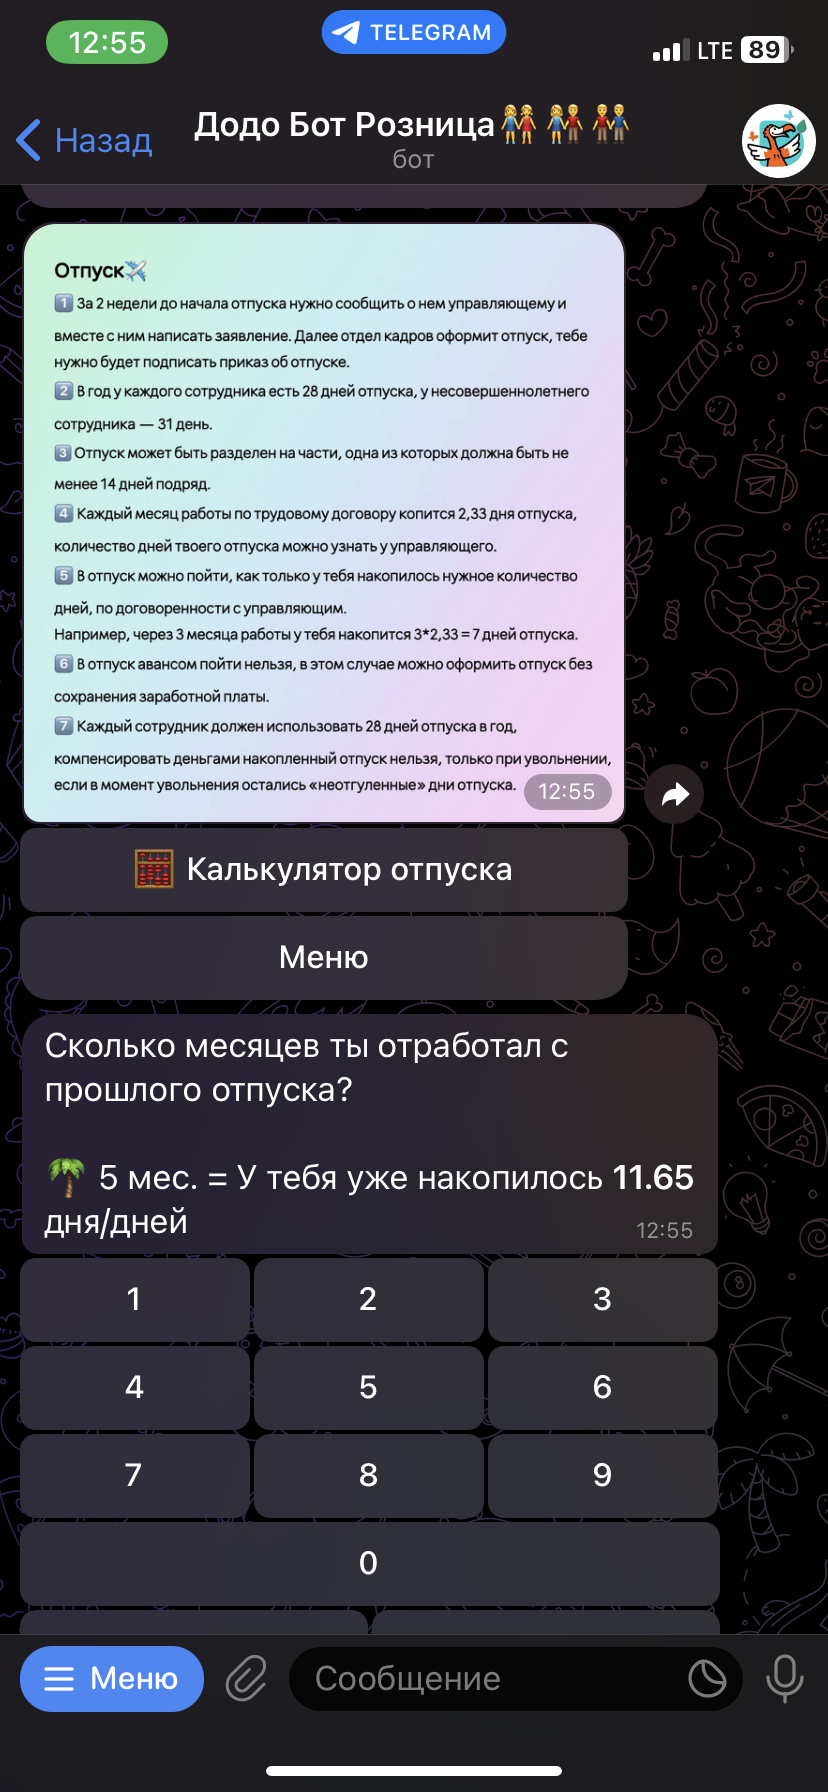 12:55
TELEGRAM
LTE 89
Назад
Додо Бот Розница👭👫👬
бот
Отпуск✈️
1️⃣ За 2 недели до начала отпуска нужно сообщить о нем управляющему и
вместе с ним написать заявление. Далее отдел кадров оформит отпуск, тебе
нужно будет подписать приказ об отпуске.
2️⃣ В год у каждого сотрудника есть 28 дней отпуска, у несовершеннолетнего
сотрудника — 31 день.
3️⃣ Отпуск может быть разделен на части, одна из которых должна быть не
менее 14 дней подряд.
4️⃣ Каждый месяц работы по трудовому договору копится 2,33 дня отпуска,
количество дней твоего отпуска можно узнать у управляющего.
5️⃣ В отпуск можно пойти, как только у тебя накопилось нужное количество
дней, по договоренности с управляющим.
Например, через 3 месяца работы у тебя накопится 3*2,33 = 7 дней отпуска.
6️⃣ В отпуск авансом пойти нельзя, в этом случае можно оформить отпуск без
сохранения заработной платы.
7️⃣ Каждый сотрудник должен использовать 28 дней отпуска в год,
компенсировать деньгами накопленный отпуск нельзя, только при увольнении,
если в момент увольнения остались «неотгуленные» дни отпуска.
12:55
🧮 Калькулятор отпуска
Меню
Сколько месяцев ты отработал с
прошлого отпуска?
🌴 5 мес. = У тебя уже накопилось 11.65
дня/дней
12:55
1 2 3
4 5 6
7 8 9
0
Меню
Сообщение